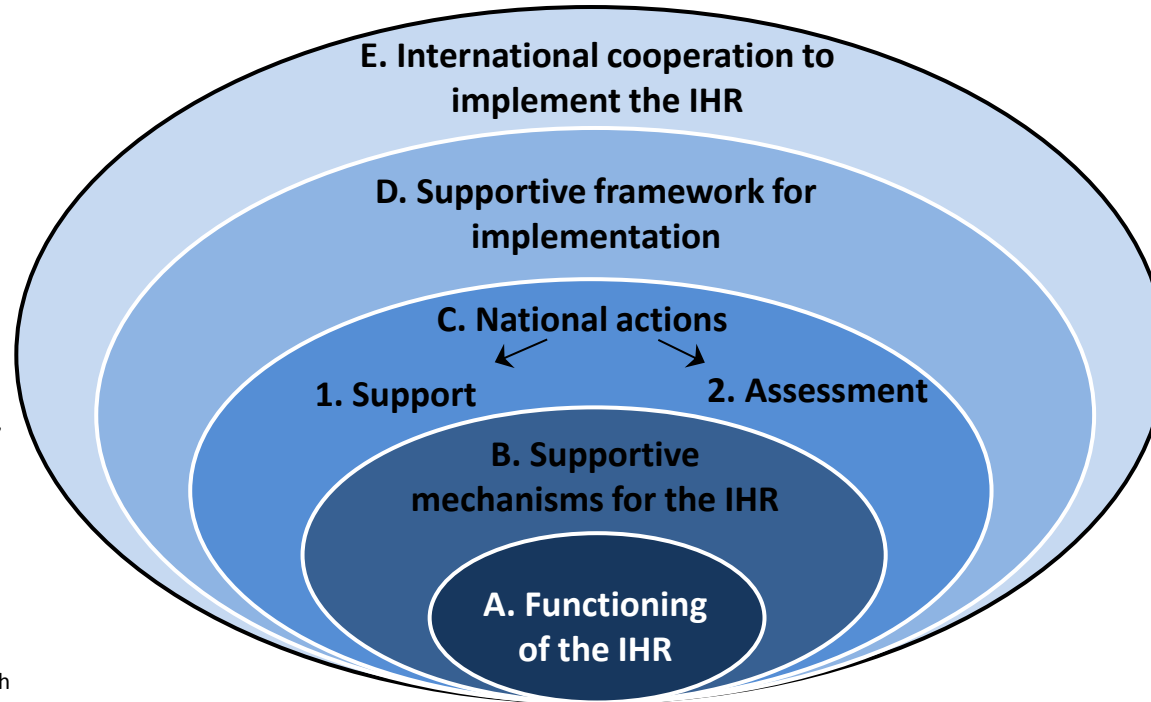 E. International cooperation to
implement the IHR
D. Supportive framework for
implementation
C. National actions
1. Support
2. Assessment
B. Supportive
mechanisms for the IHR
A. Functioning
of the IHR